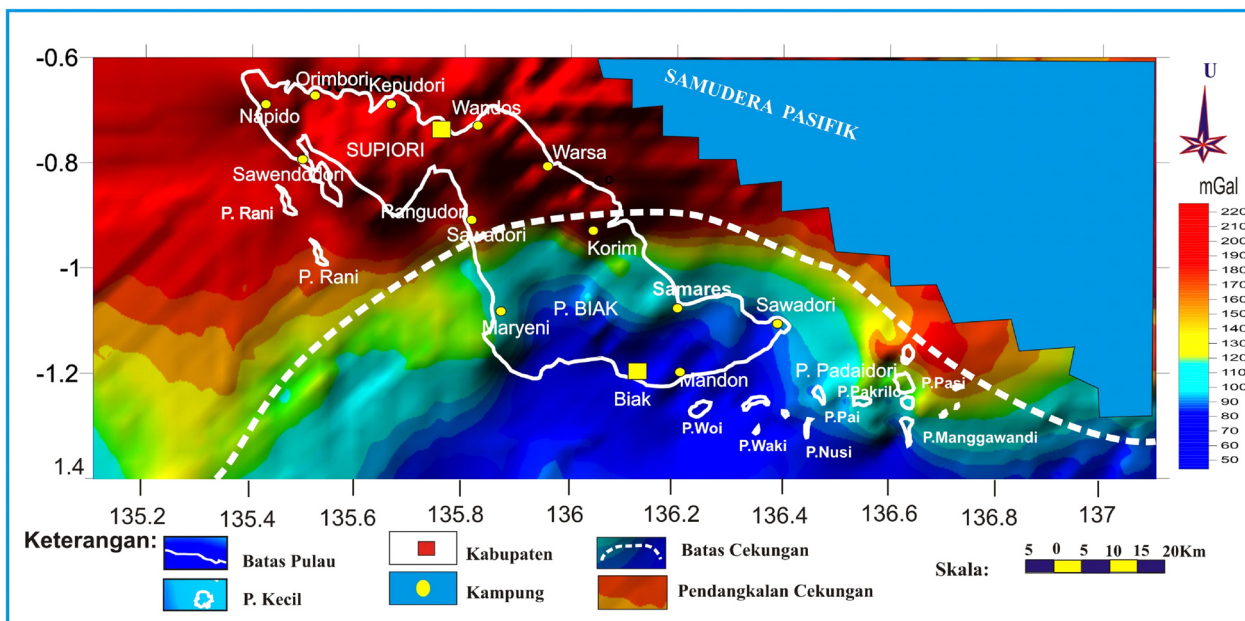 -0.6
-0.8
-1
-1.2
1.4
135.2
135.4
135.6
135.8
136
136.2
136.4
136.6
136.8
137
SAMUDERA PASIFIK
U
mGal
220
210
200
190
180
170
160
150
140
130
120
110
100
90
80
70
60
50
Orimbori
Kepudori
Napido
Wandos
SUPIORI
Warsa
Sawendodori
P. Rani
Rangudori
Sawadori
Korim
P. Rani
P. BIAK
Samares
Sawadori
Maryeni
Biak
Mandon
P. Padaidori
P.Pakrilo
P.Pasi
P.Woi
P.Pai
P.Waki
P.Nusi
P.Manggawandi
Keterangan:
Batas Pulau
P. Kecil
Kabupaten
Kampung
Batas Cekungan
Pendangkalan Cekungan
Skala:
5 0 5 10 15 20Km